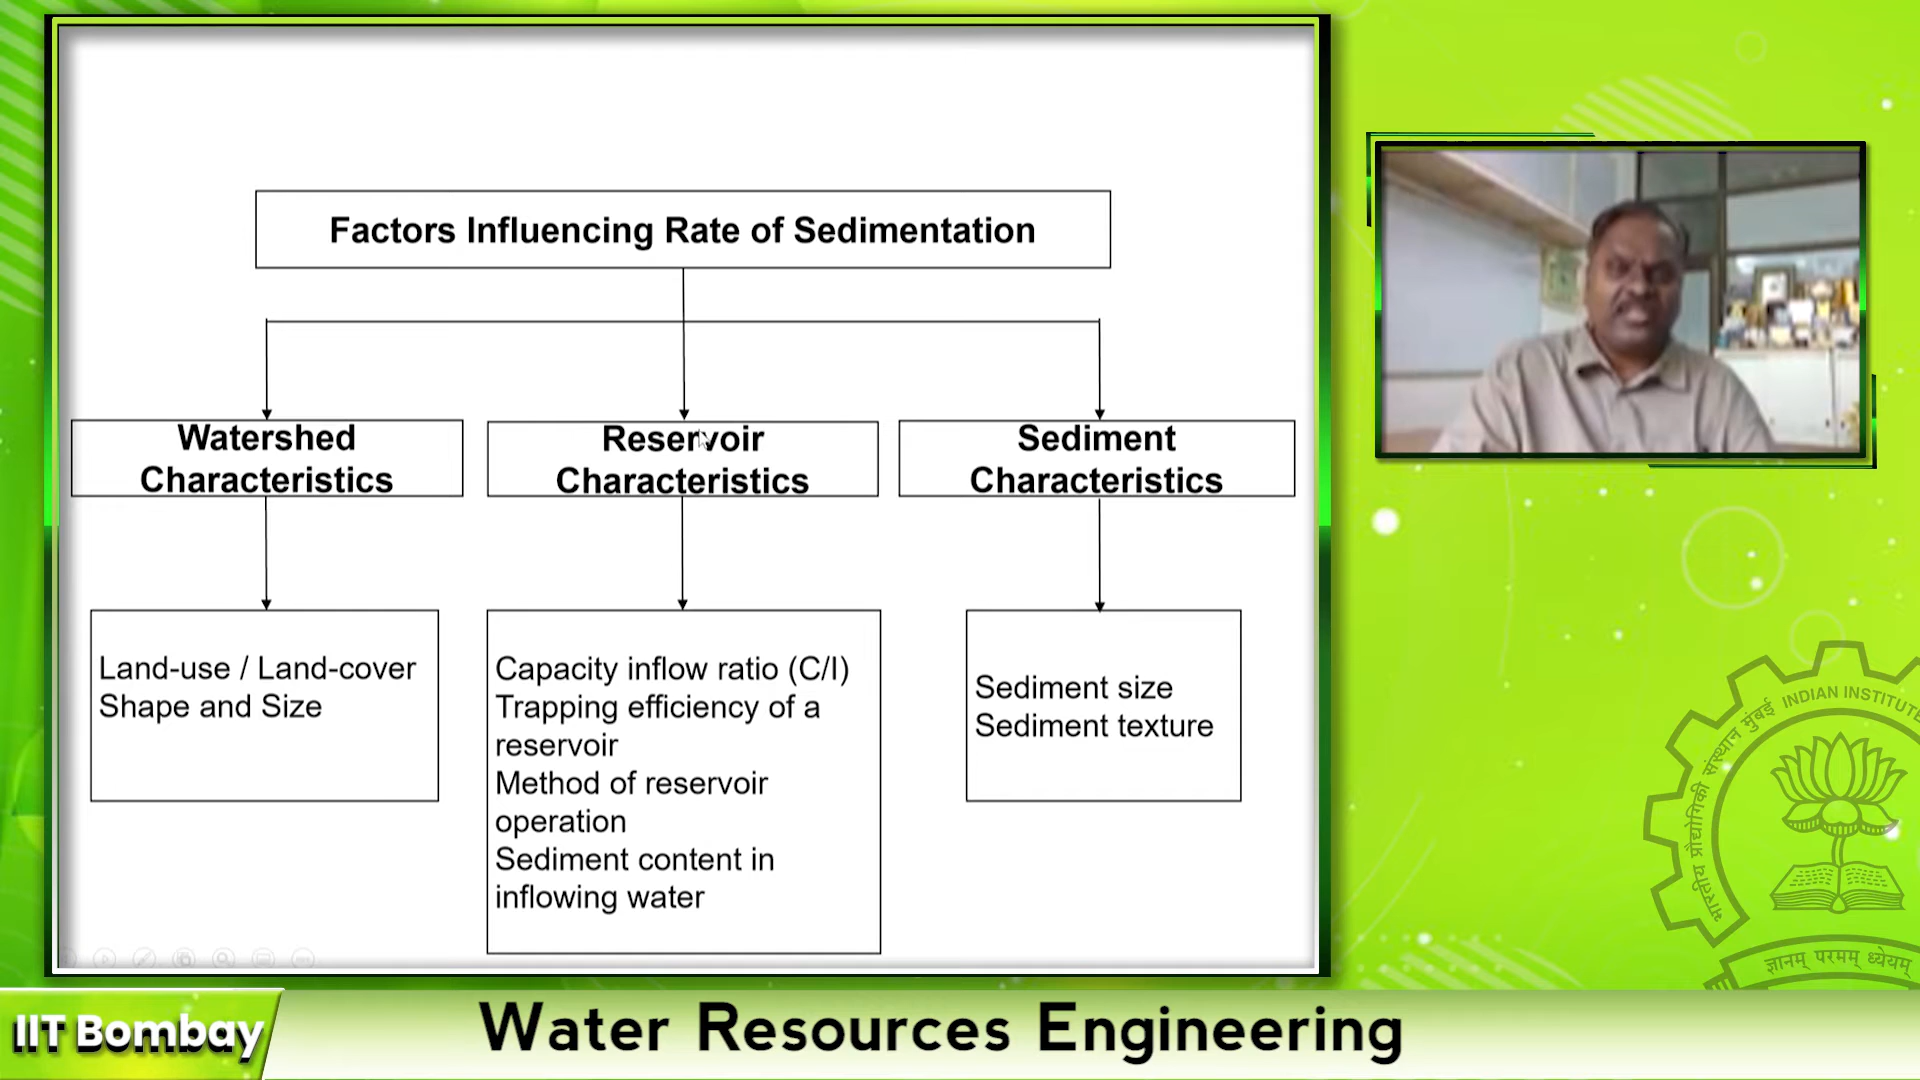 Factors Influencing Rate of Sedimentation
Watershed
Characteristics
Reservoir
Characteristics
Sediment
Characteristics
Land-use / Land-cover
Shape and Size
Capacity inflow ratio (C/I)
Trapping efficiency of a
reservoir
Method of reservoir
operation
Sediment content in
inflowing water
Sediment size
Sediment texture
भारतीय प्रौद्योगिकी संस्थान मुंबई
INDIAN INSTITUTE
ज्ञानम् परमम् ध्येयम्
IIT Bombay
Water Resources Engineering